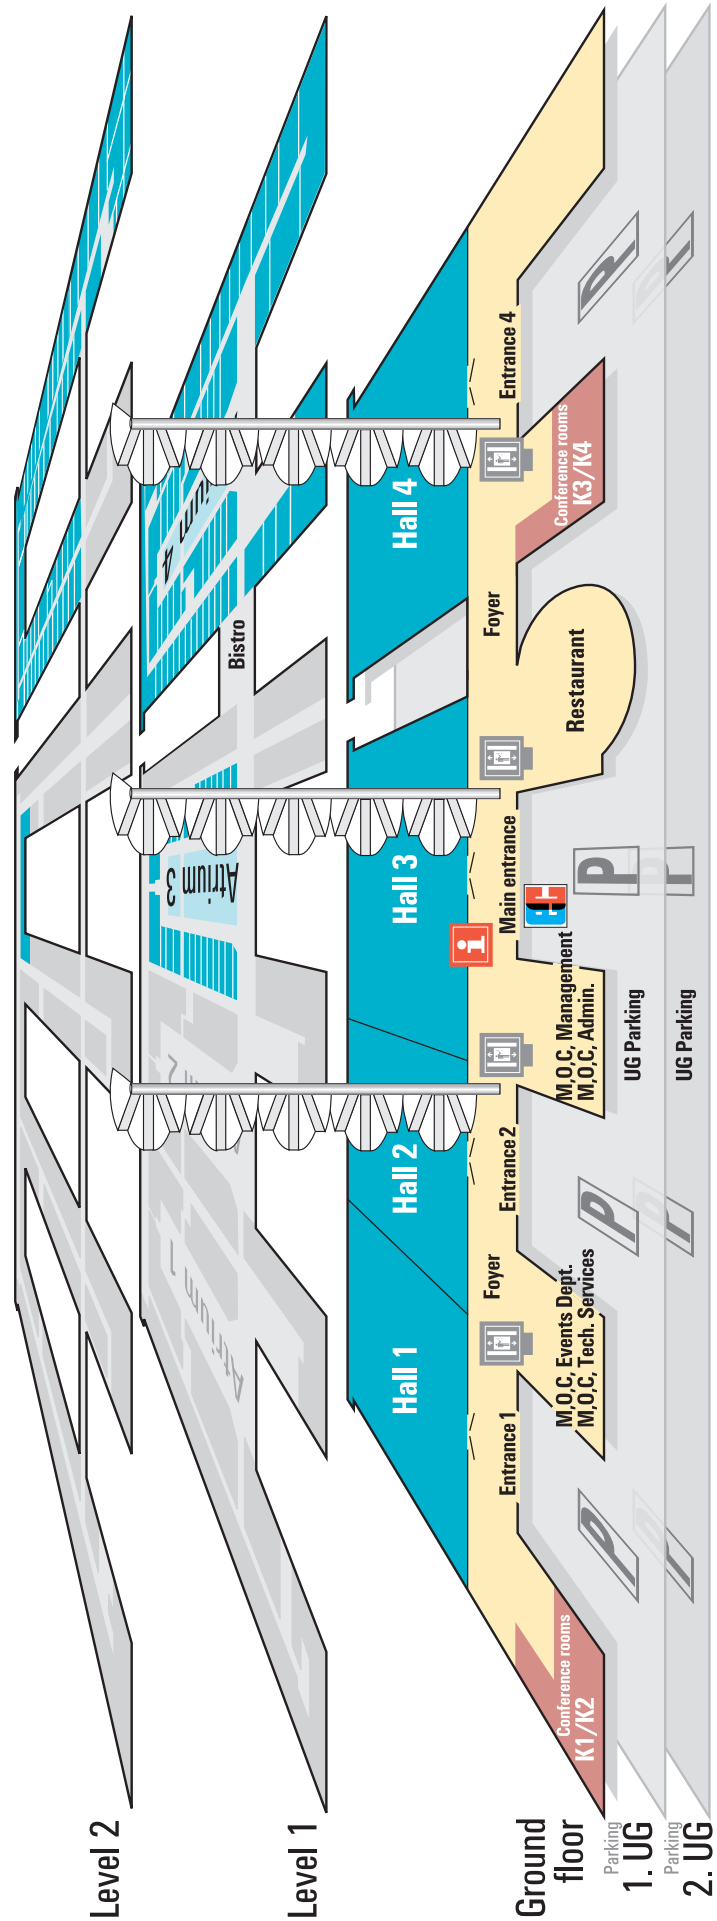 Level 2
Level 1
Atrium 1
Atrium 3
Bistro
4
Hall 1
Hall 2
Hall 3
Hall 4
i
Foyer
Foyer
Entrance 1
Entrance 2
Main entrance
Entrance 4
Ground
floor
Conference rooms
K1/K2
M,O,C, Events Dept.
M,O,C, Tech. Services
M,O,C, Management
M,O,C, Admin.
Restaurant
Conference rooms
K3/K4
Parking
1. UG
P
P
UG Parking
P
P
Parking
2. UG
P
P
UG Parking
P
P